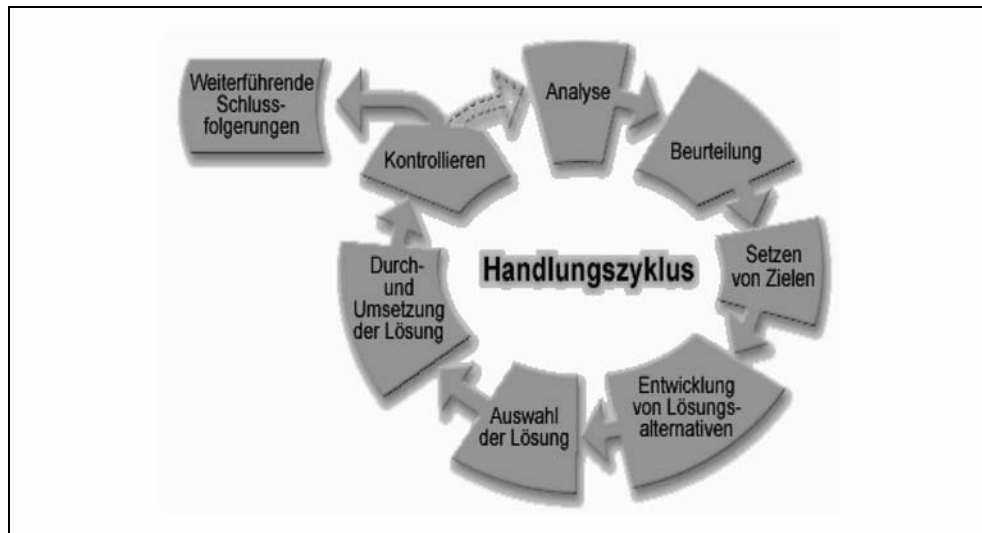 Weiterführende
Schluss-
folgerungen
Analyse
Beurteilung
Kontrollieren
Setzen
von Zielen
Handlungszyklus
Durch-
und
Umsetzung
der Lösung
Entwicklung
von Lösungs-
alternativen
Auswahl
der Lösung